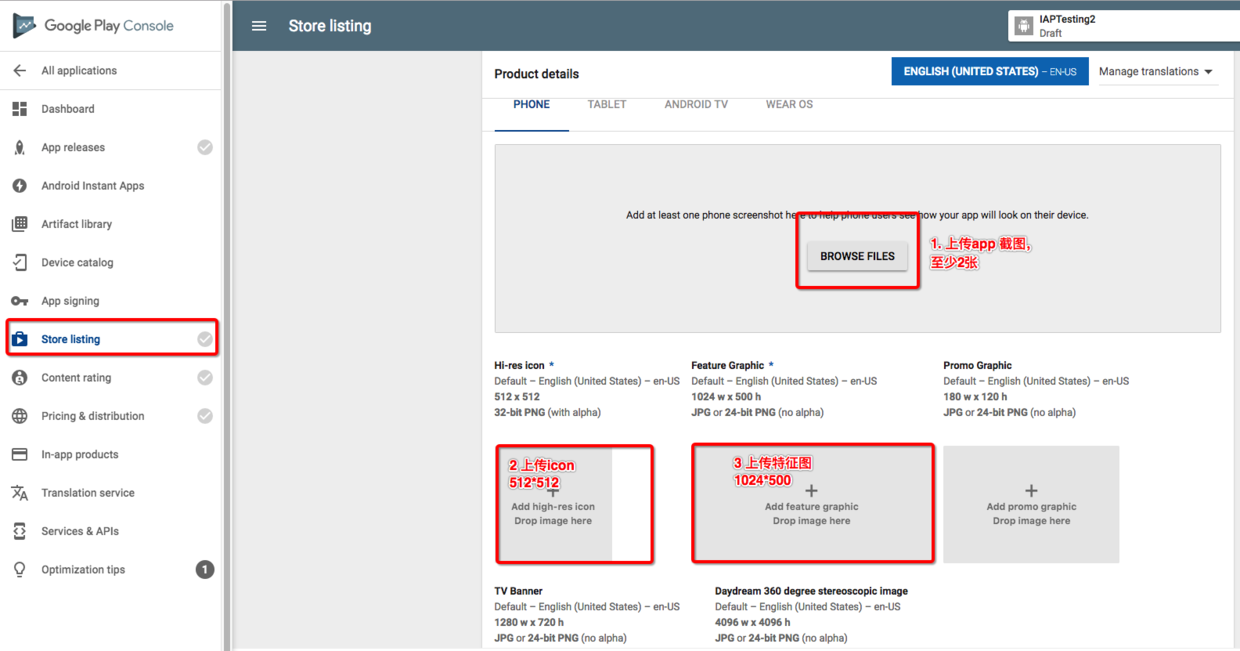 Google Play Console
Store listing
IAPTesting2
Draft
All applications
Dashboard
App releases
Android Instant Apps
Artifact library
Device catalog
App signing
Store listing
Content rating
Pricing & distribution
In-app products
Translation service
Services & APIs
Optimization tips
1
Product details
ENGLISH (UNITED STATES) – EN-US
Manage translations
PHONE
TABLET
ANDROID TV
WEAR OS
Add at least one phone screenshot here to help phone users see how your app will look on their device.
BROWSE FILES
1. 上传app 截图,
至少2张
Hi-res icon *
Default – English (United States) – en-US
512 x 512
32-bit PNG (with alpha)
Feature Graphic *
Default – English (United States) – en-US
1024 w x 500 h
JPG or 24-bit PNG (no alpha)
Promo Graphic
Default – English (United States) – en-US
180 w x 120 h
JPG or 24-bit PNG (no alpha)
2 上传icon
512*512
+
Add high-res icon
Drop image here
3 上传特征图
1024*500
+
Add feature graphic
Drop image here
+
Add promo graphic
Drop image here
TV Banner
Default – English (United States) – en-US
1280 w x 720 h
JPG or 24-bit PNG (no alpha)
Daydream 360 degree stereoscopic image
Default – English (United States) – en-US
4096 w x 4096 h
JPG or 24-bit PNG (no alpha)